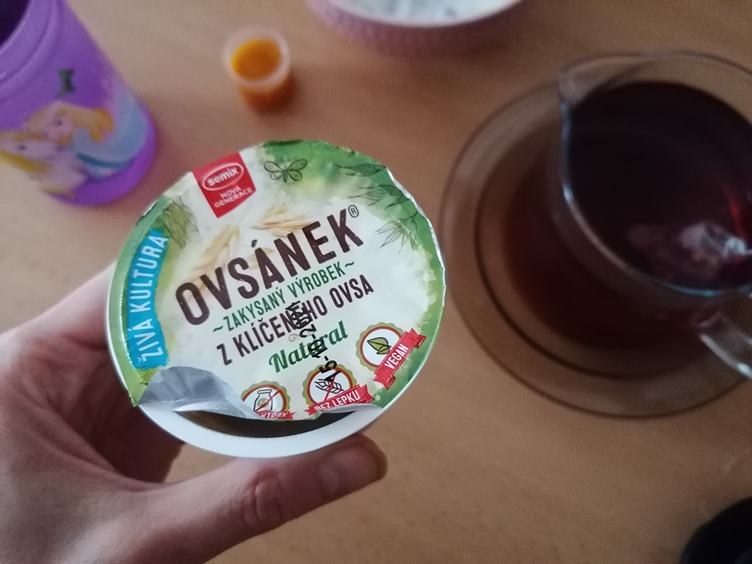 semix
NOVÁ
GENERACE
ŽIVÁ KULTURA
OVSÁNEK®
~ZAKYSANÝ VÝROBEK~
Z KLÍČENÉHO OVSA
Natural
BEZ LEPKU
VEGAN